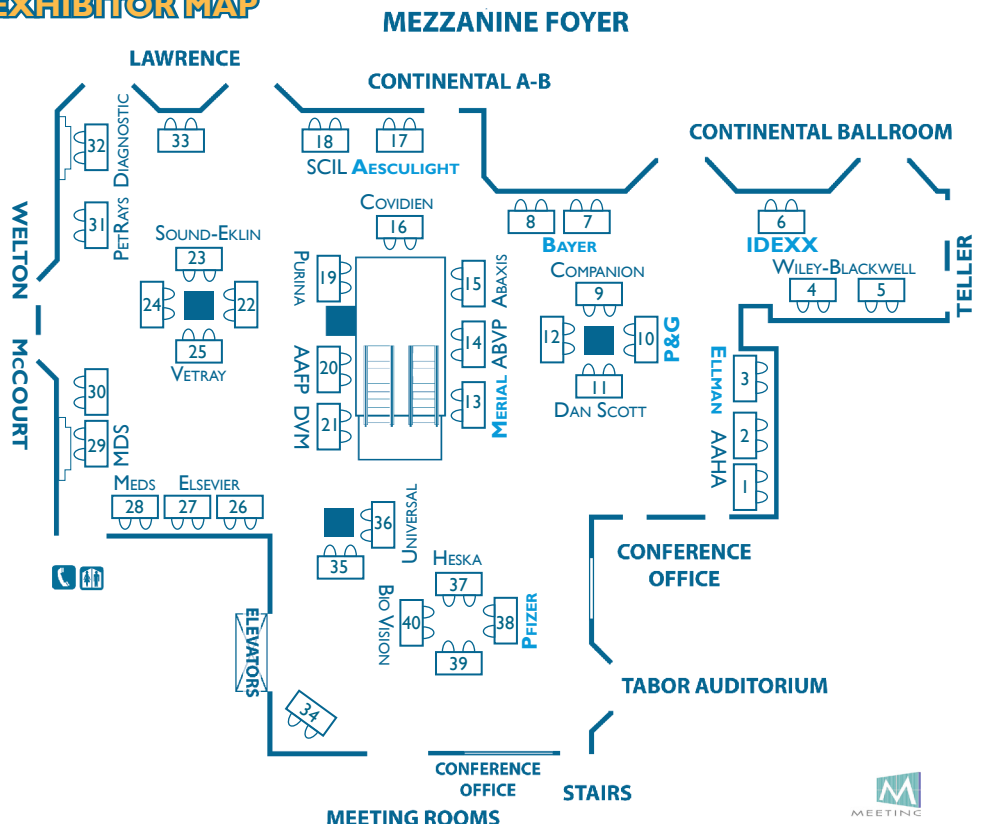 EXHIBITOR MAP
MEZZANINE FOYER
LAWRENCE
CONTINENTAL A-B
CONTINENTAL BALLROOM
WELTON
McCOURT
TELLER
32
DIAGNOSTIC
33
18
17
SCIL AESCULIGHT
31
PETRAYS
COVIDIEN
16
8
7
BAYER
6
IDEXX
WILEY-BLACKWELL
4
5
SOUND-EKLIN
23
24
22
25
VETRAY
PURINA
19
AAFP
20
DVM
21
15
ABAXIS
14
ABVP
13
MERIAL
COMPANION
9
12
10
P&G
11
DAN SCOTT
ELLMAN
3
2
AAHA
1
30
29
MDS
MEDS
ELSEVIER
28
27
26
36
UNIVERSAL
35
HESKA
37
BIO VISION
40
38
PFIZER
39
CONFERENCE
OFFICE
ELEVATORS
34
TABOR AUDITORIUM
CONFERENCE
OFFICE
STAIRS
MEETING ROOMS
M
MEETING